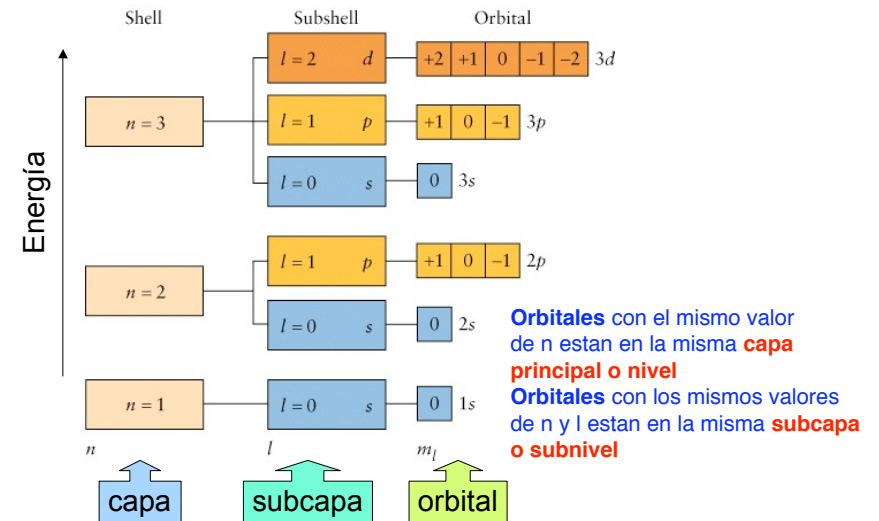 Shell Subshell Orbital
Energía
l = 2 d +2 +1 0 −1 −2 3d
n = 3 l = 1 p +1 0 −1 3p
l = 0 s 0 3s
l = 1 p +1 0 −1 2p
n = 2
l = 0 s 0 2s
Orbitales con el mismo valor
de n estan en la misma capa
principal o nivel
Orbitales con los mismos valores
de n y l estan en la misma subcapa
o subnivel
n = 1 l = 0 s 0 1s
n l ml
capa subcapa orbital